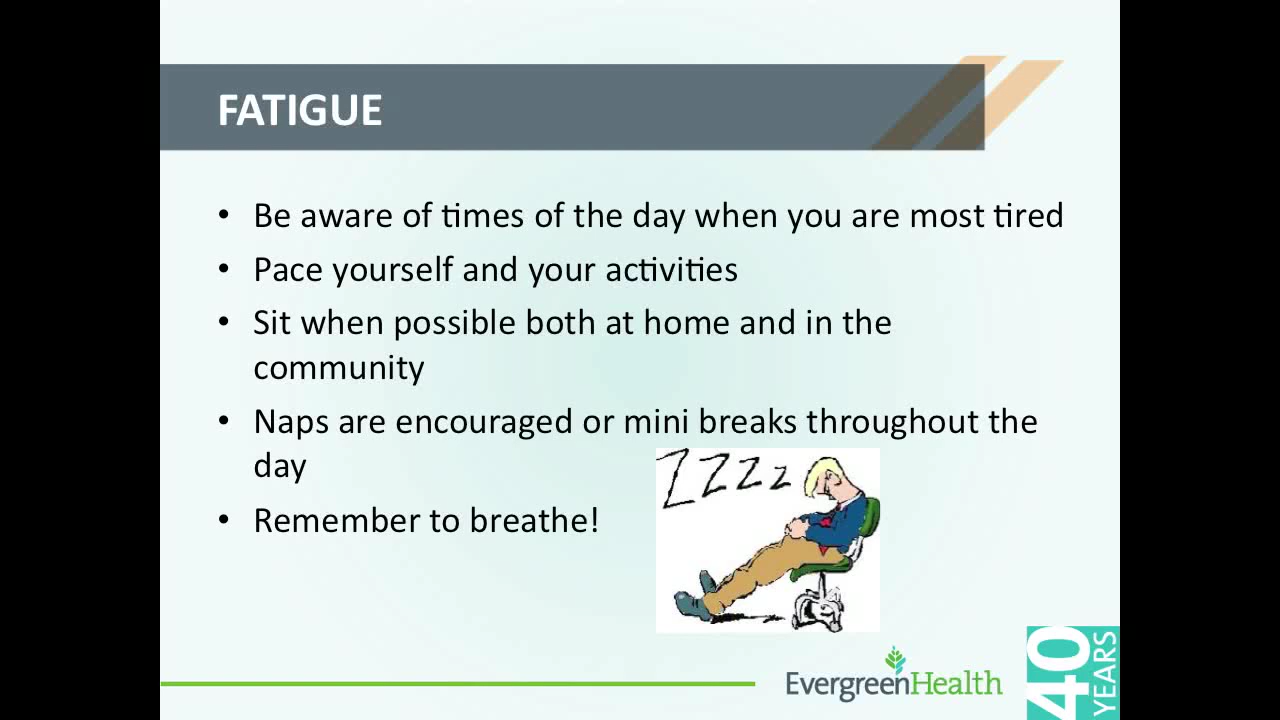 FATIGUE
• Be aware of times of the day when you are most tired
• Pace yourself and your activities
• Sit when possible both at home and in the
community
• Naps are encouraged or mini breaks throughout the
day
• Remember to breathe!
ZZZz
EvergreenHealth
40
YEARS